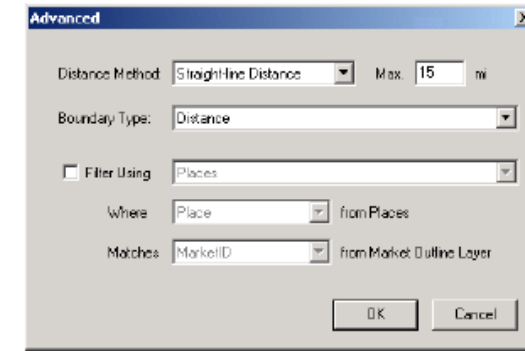 Advanced
Distance Method: Straight-line Distance Max. 15 mi
Boundary Type: Distance
Filter Using Places
Where Place from Places
Matches MarketID from Market Outline Layer
OK Cancel